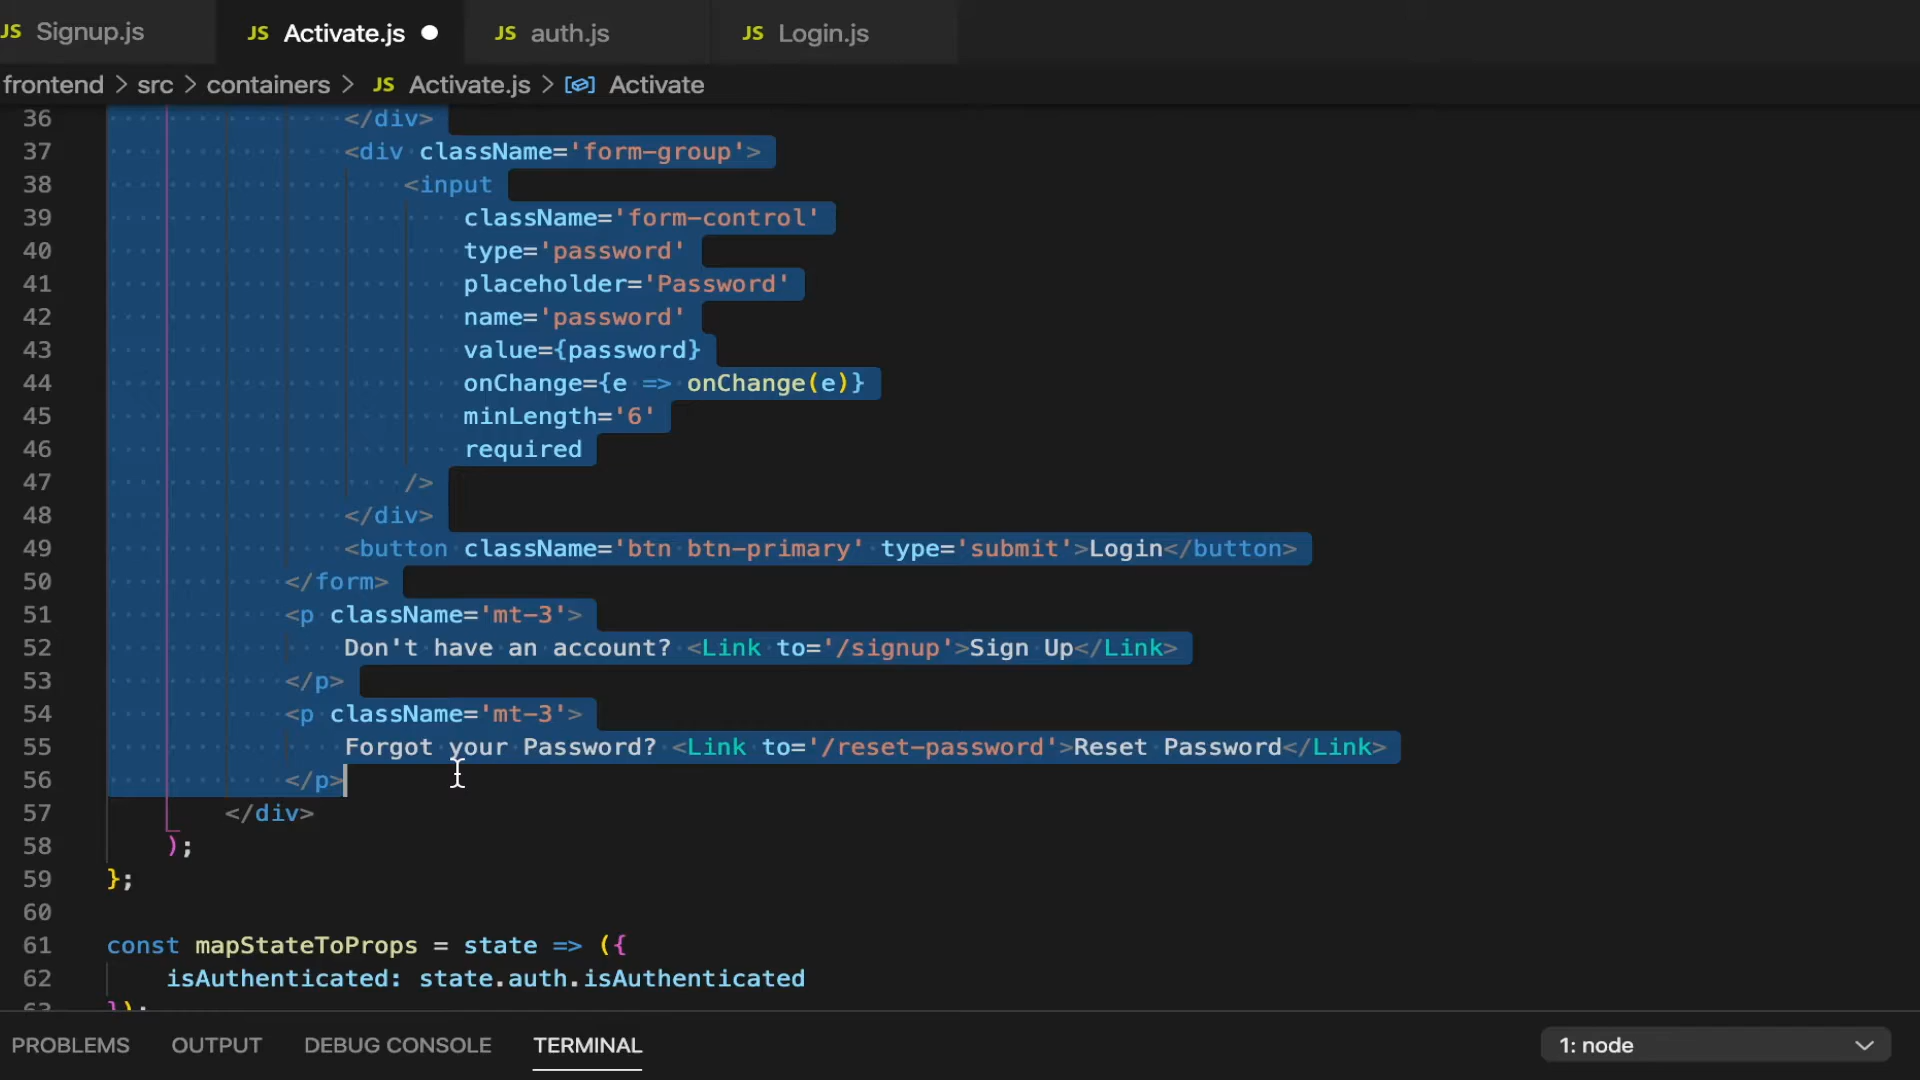 JS Signup.js JS Activate.js JS auth.js JS Login.js
frontend > src > containers > JS Activate.js > Activate
36 </div>
37 <div className='form-group'>
38 <input
39 className='form-control'
40 type='password'
41 placeholder='Password'
42 name='password'
43 value={password}
44 onChange={e => onChange(e)}
45 minLength='6'
46 required
47 />
48 </div>
49 <button className='btn btn-primary' type='submit'>Login</button>
50 </form>
51 <p className='mt-3'>
52 Don't have an account? <Link to='/signup'>Sign Up</Link>
53 </p>
54 <p className='mt-3'>
55 Forgot your Password? <Link to='/reset-password'>Reset Password</Link>
56 </p>
57 </div>
58 );
59 };
60
61 const mapStateToProps = state => ({
62 isAuthenticated: state.auth.isAuthenticated
63 });
PROBLEMS OUTPUT DEBUG CONSOLE TERMINAL 1: node